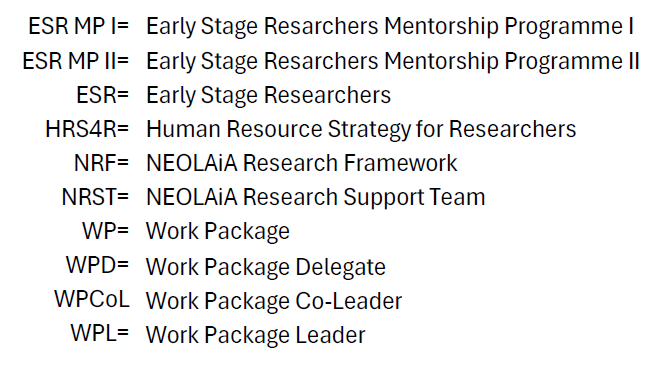 ESR MP I= Early Stage Resarchers Mentorship Programme I
ESR MP II= Early Stage Resarchers Mentorship Programme II
ESR= Early Stage Researchers
HRS4R= Human Resource Strategy for Researchers
NRF= NEOLAiA Research Framework
NRST= NEOLAiA Research Support Team
WP= Work Package
WPD= Work Package Delegate
WPCoL Work Package Co-Leader
WPL= Work Package Leader